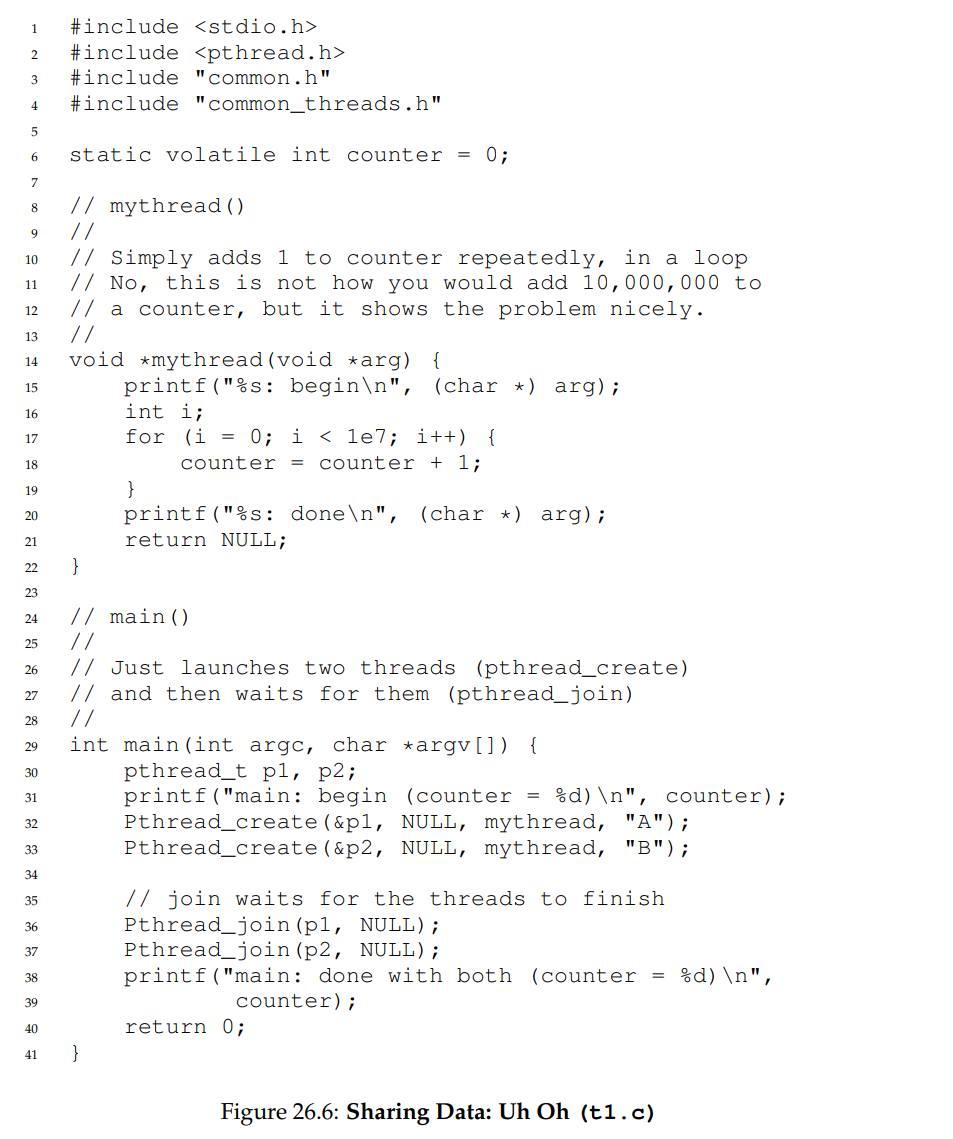 1 #include <stdio.h>
2 #include <pthread.h>
3 #include "common.h"
4 #include "common_threads.h"
5
6 static volatile int counter = 0;
7
8 // mythread()
9 //
10 // Simply adds 1 to counter repeatedly, in a loop
11 // No, this is not how you would add 10,000,000 to
12 // a counter, but it shows the problem nicely.
13 //
14 void *mythread(void *arg) {
15     printf("%s: begin\n", (char *) arg);
16     int i;
17     for (i = 0; i < 1e7; i++) {
18         counter = counter + 1;
19     }
20     printf("%s: done\n", (char *) arg);
21     return NULL;
22 }
23
24 // main()
25 //
26 // Just launches two threads (pthread_create)
27 // and then waits for them (pthread_join)
28 //
29 int main(int argc, char *argv[]) {
30     pthread_t p1, p2;
31     printf("main: begin (counter = %d)\n", counter);
32     Pthread_create(&p1, NULL, mythread, "A");
33     Pthread_create(&p2, NULL, mythread, "B");
34
35     // join waits for the threads to finish
36     Pthread_join(p1, NULL);
37     Pthread_join(p2, NULL);
38     printf("main: done with both (counter = %d)\n",
39             counter);
40     return 0;
41 }
Figure 26.6: Sharing Data: Uh Oh (t1.c)